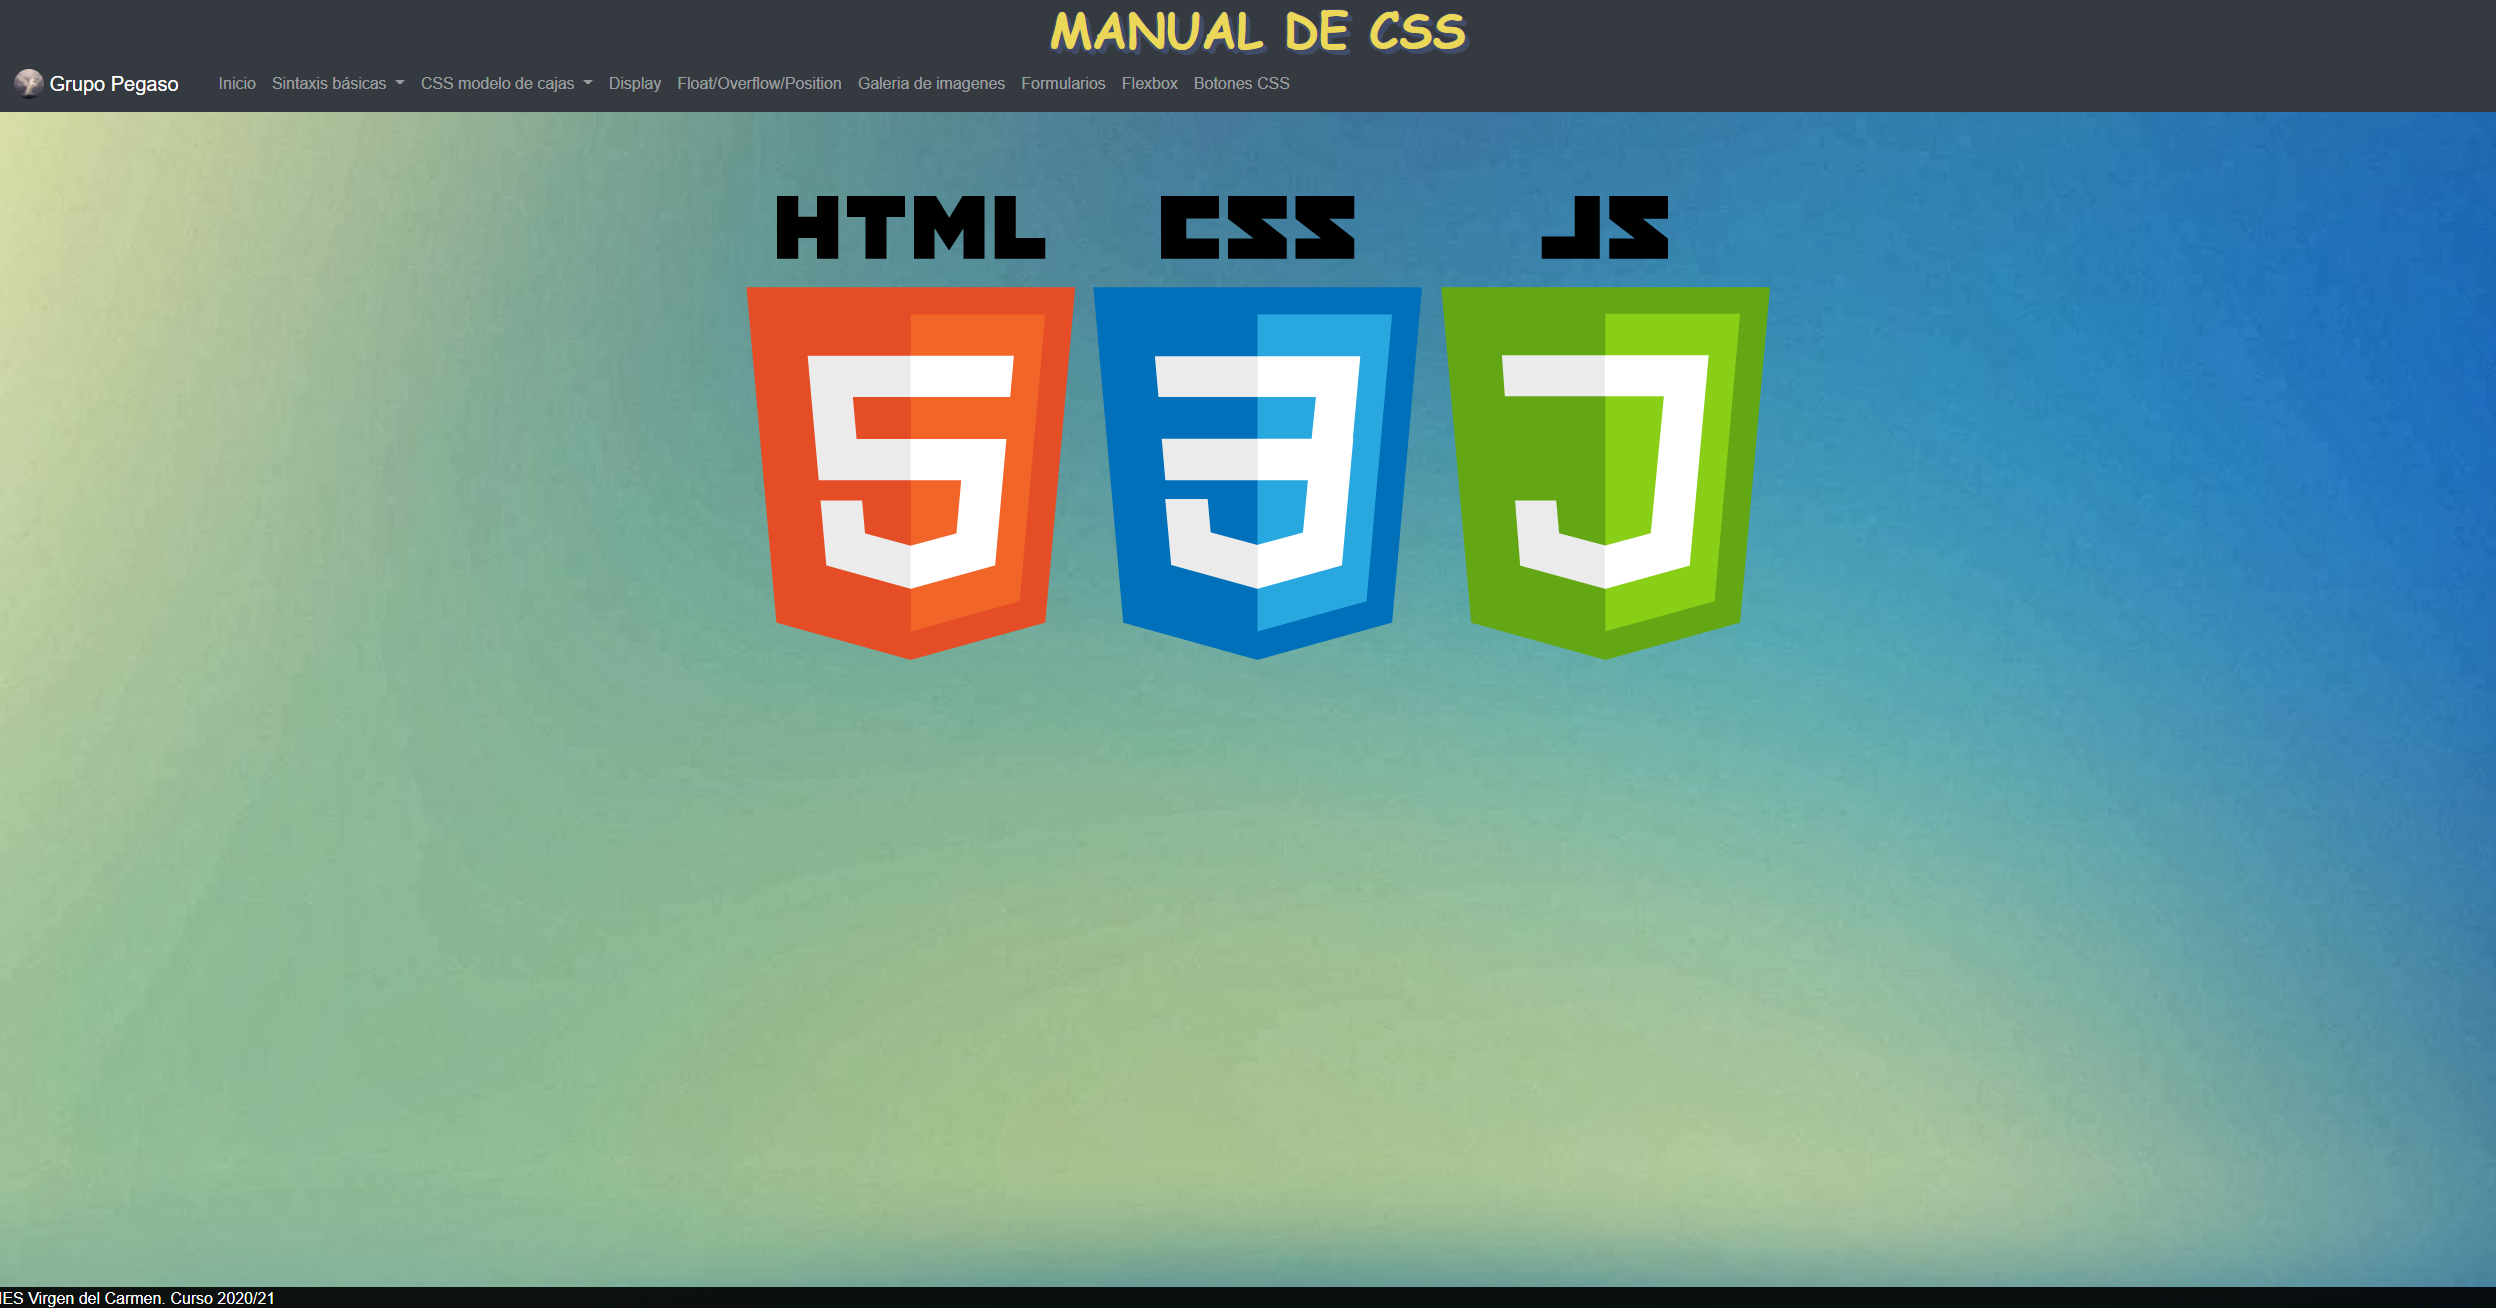 MANUAL DE CSS
Grupo Pegaso Inicio Sintaxis básicas CSS modelo de cajas Display Float/Overflow/Position Galeria de imagenes Formularios Flexbox Botones CSS
HTML CSS JS
5 3 J
IES Virgen del Carmen. Curso 2020/21